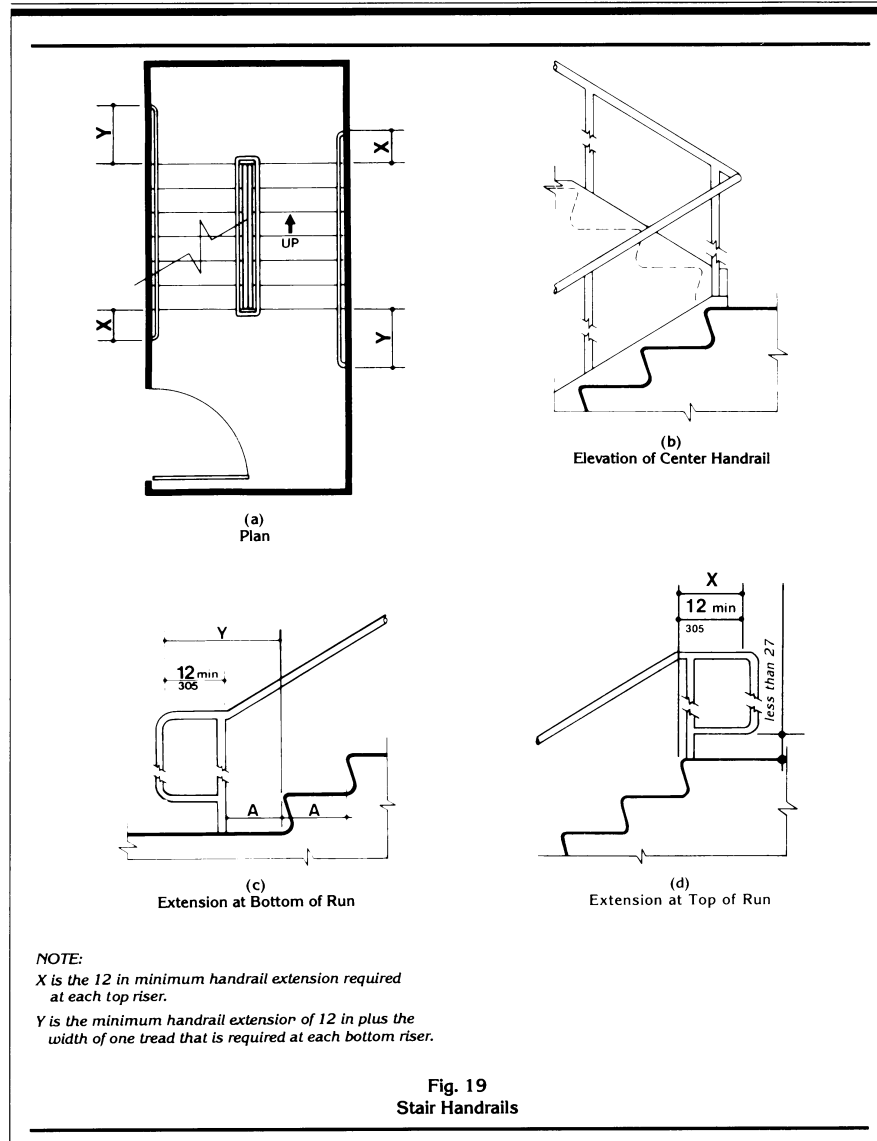 Y
X
UP
X
Y
(a)
Plan
(b)
Elevation of Center Handrail
Y
12 min
305
A
A
(c)
Extension at Bottom of Run
X
12 min
305
less than 27
(d)
Extension at Top of Run
NOTE:
X is the 12 in minimum handrail extension required
at each top riser.
Y is the minimum handrail extension of 12 in plus the
width of one tread that is required at each bottom riser.
Fig. 19
Stair Handrails